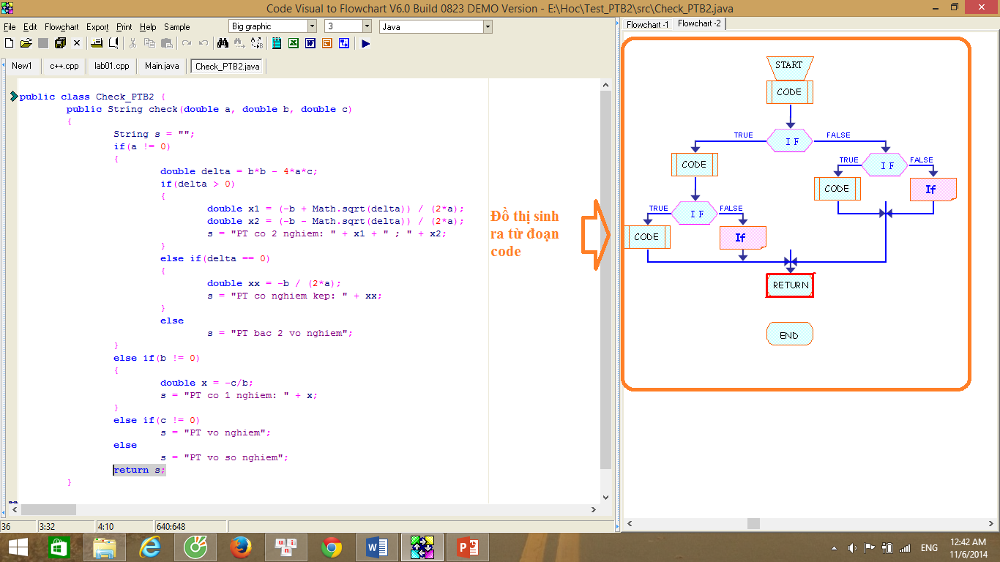 Code Visual to Flowchart V6.0 Build 0823 DEMO Version - E:\Hoc\Test_PTB2\src\Check_PTB2.java
File Edit Flowchart Export Print Help Sample
Big graphic 3 Java
New1 c++.cpp lab01.cpp Main.java Check_PTB2.java
public class Check_PTB2 {
public String check(double a, double b, double c)
{
String s = "";
if(a != 0)
{
double delta = b*b - 4*a*c;
if(delta > 0)
{
double x1 = (-b + Math.sqrt(delta)) / (2*a);
double x2 = (-b - Math.sqrt(delta)) / (2*a);
s = "PT co 2 nghiem: " + x1 + " ; " + x2;
}
else if(delta == 0)
{
double xx = -b / (2*a);
s = "PT co nghiem kep: " + xx;
}
else
s = "PT bac 2 vo nghiem";
}
else if(b != 0)
{
double x = -c/b;
s = "PT co 1 nghiem: " + x;
}
else if(c != 0)
s = "PT vo nghiem";
else
s = "PT vo so nghiem";
return s;
}
Đồ thị sinh
ra từ đoạn
code
Flowchart -1 Flowchart -2
START
CODE
TRUE IF FALSE
CODE
TRUE IF FALSE
CODE If
TRUE IF FALSE
CODE If
RETURN
END
36 3:32 4:10 640:648
ENG
12:42 AM
11/6/2014